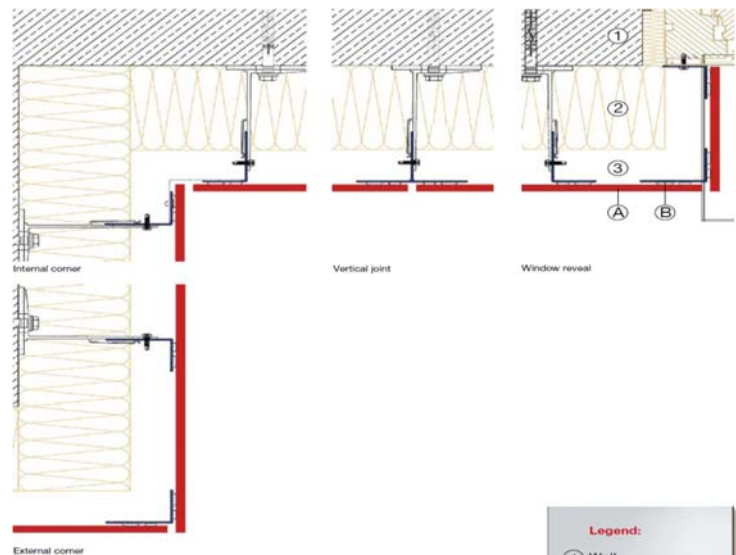 ①
②
③
Ⓐ
Ⓑ
Internal corner
Vertical joint
Window reveal
External corner
Legend: